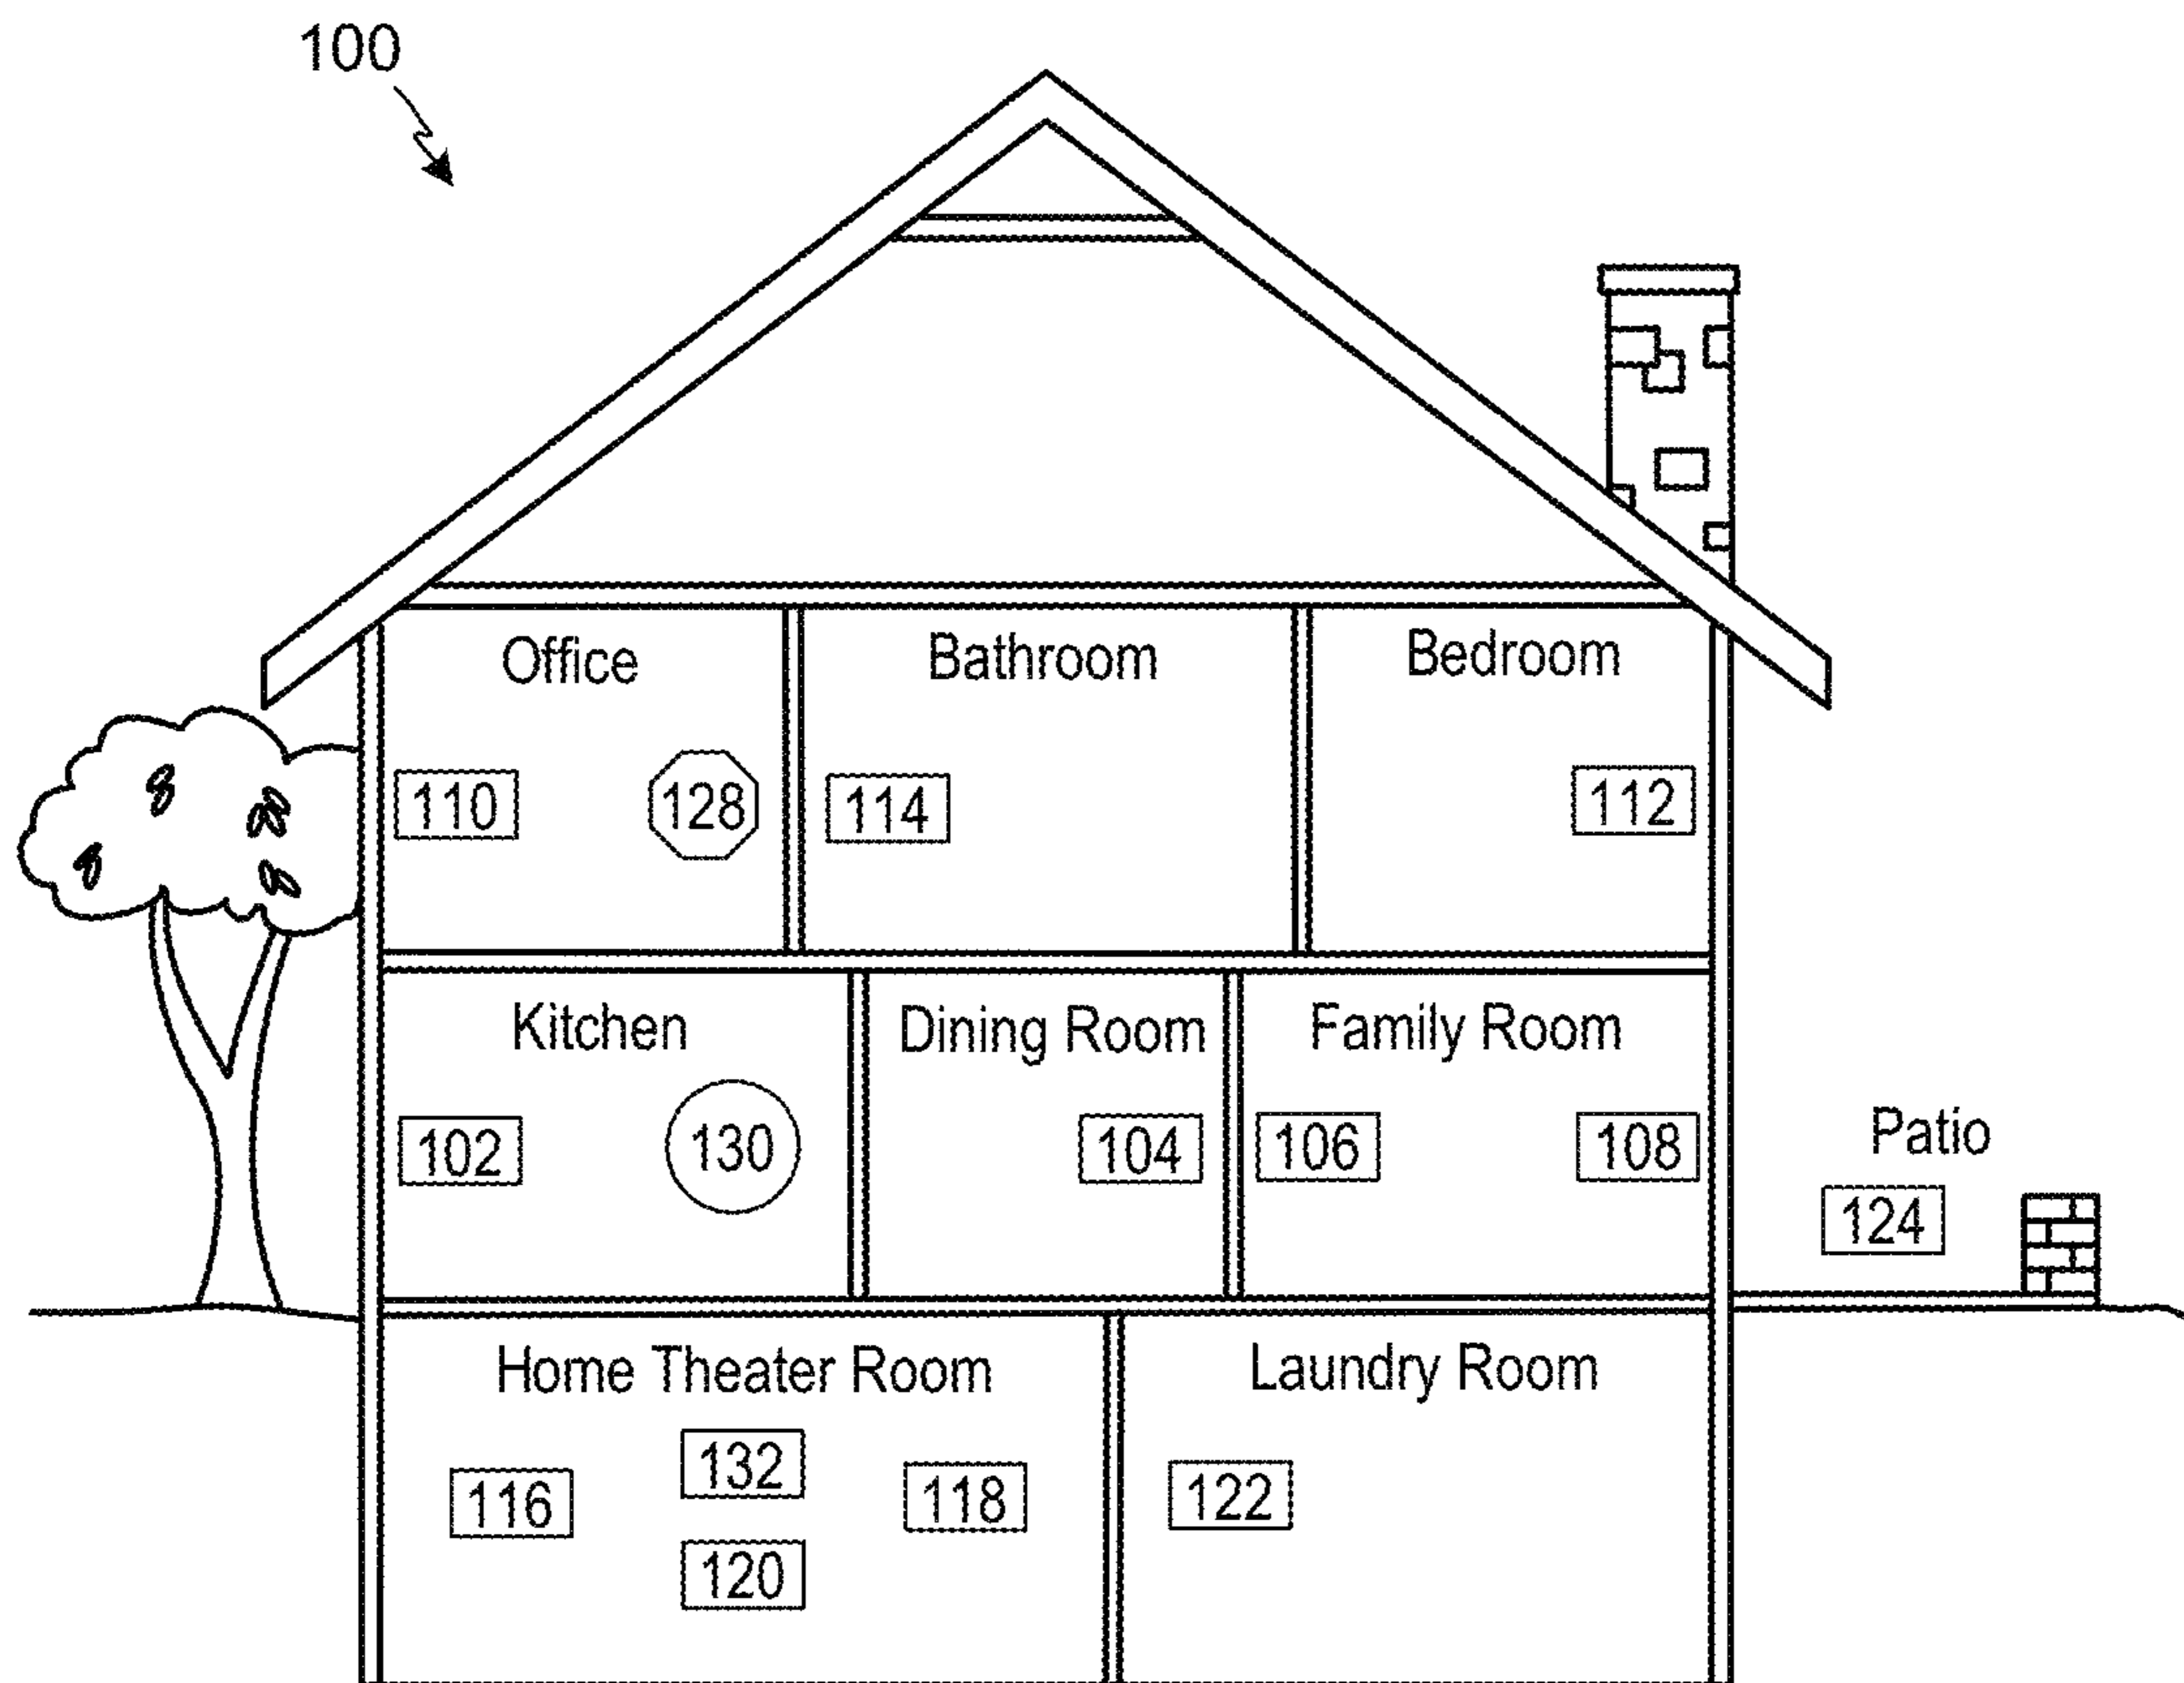 100
Office
Bathroom
Bedroom
110
128
114
112
Kitchen
Dining Room
Family Room
102
130
104
106
108
Patio
124
Home Theater Room
Laundry Room
116
132
118
120
122